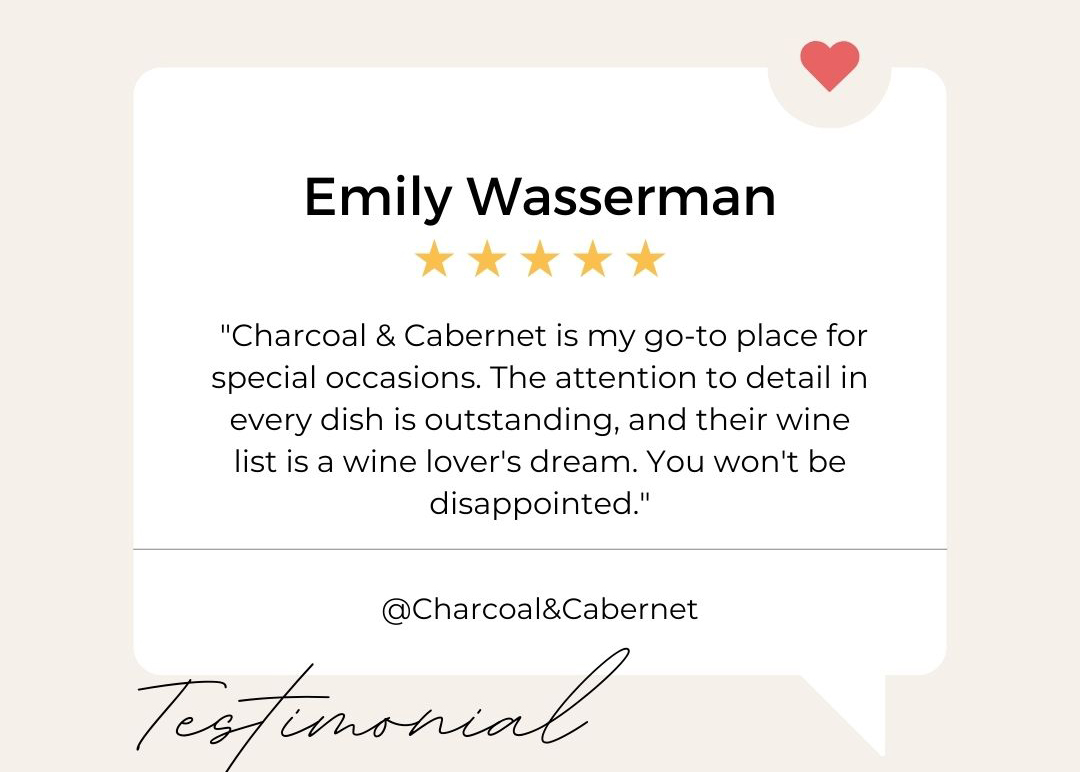 Emily Wasserman
"Charcoal & Cabernet is my go-to place for
special occasions. The attention to detail in
every dish is outstanding, and their wine
list is a wine lover's dream. You won't be
disappointed."
@Charcoal&Cabernet
Testimonial